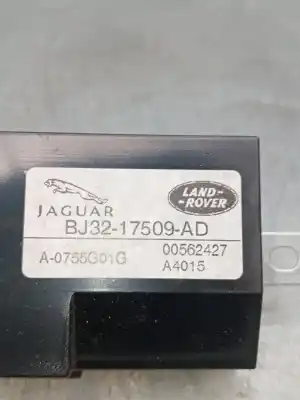 JAGUAR
LAND-
-ROVER
BJ32-17509-AD
A-0755G01G
00562427
A4015